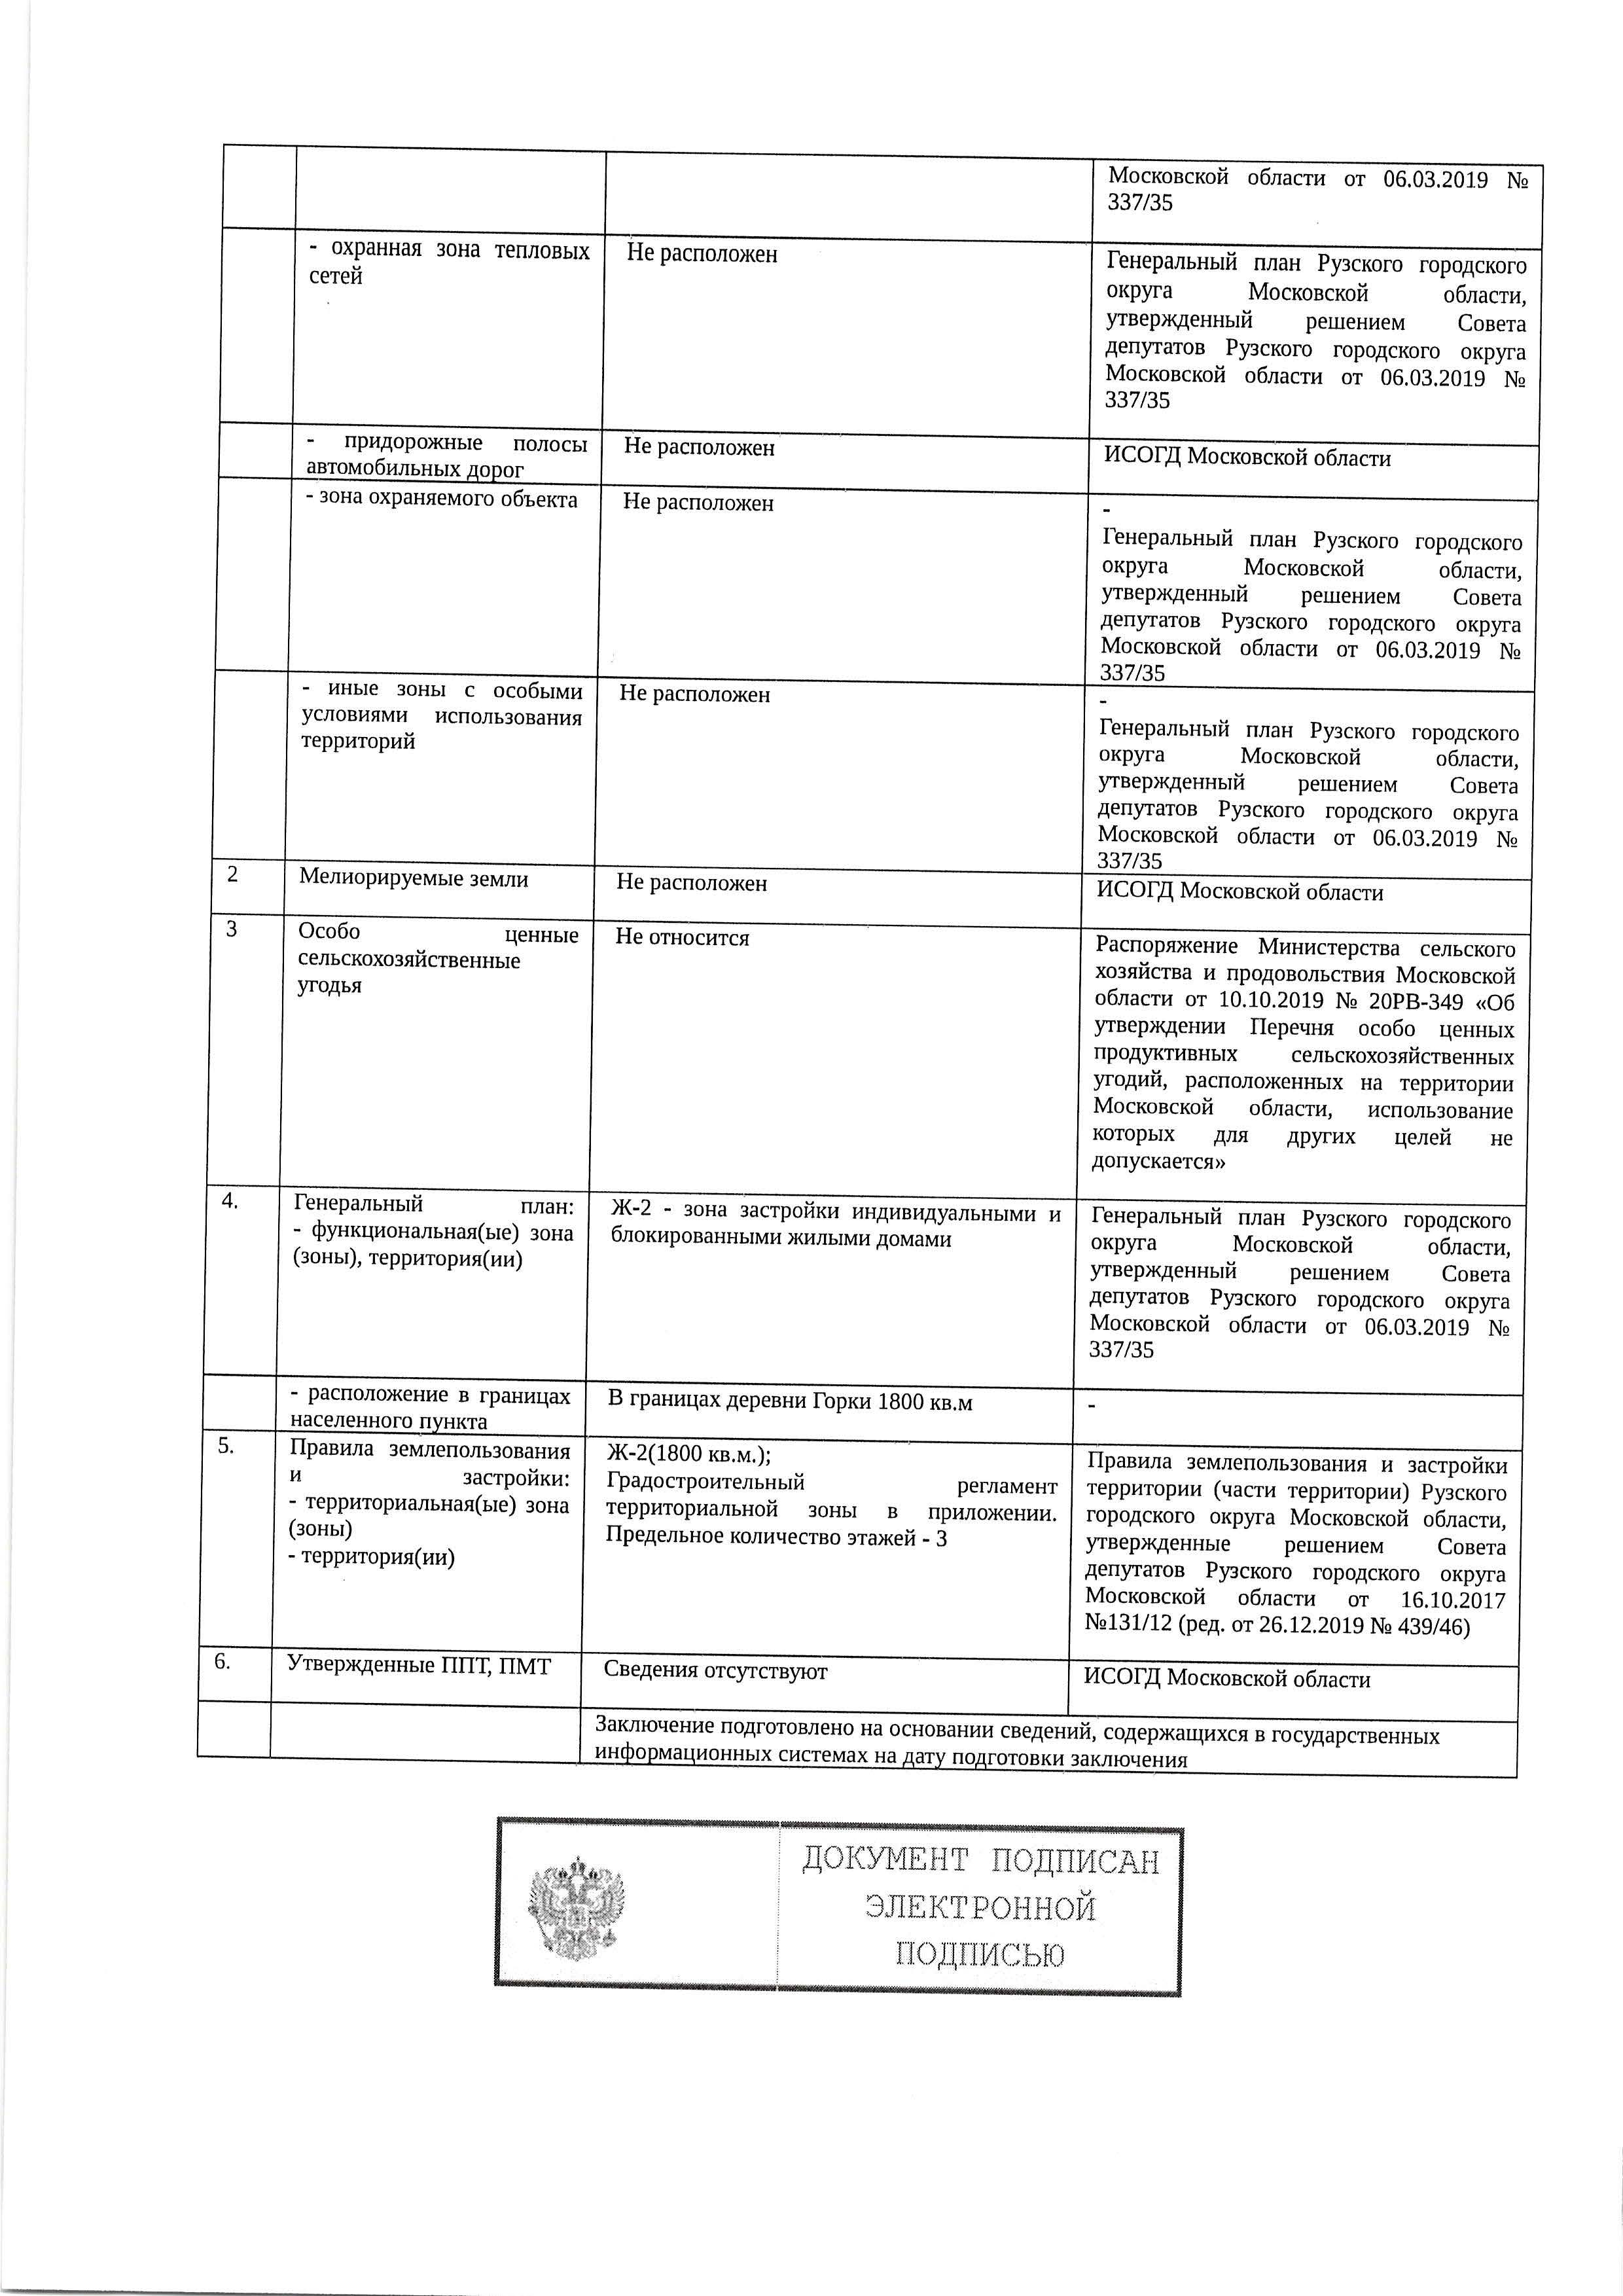 Московской области от 06.03.2019 №
337/35
- охранная зона тепловых
сетей
Не расположен
Генеральный план Рузского городского
округа Московской области,
утвержденный решением Совета
депутатов Рузского городского округа
Московской области от 06.03.2019 №
337/35
- придорожные полосы
автомобильных дорог
Не расположен
ИСОГД Московской области
- зона охраняемого объекта
Не расположен
-
Генеральный план Рузского городского
округа Московской области,
утвержденный решением Совета
депутатов Рузского городского округа
Московской области от 06.03.2019 №
337/35
- иные зоны с особыми
условиями использования
территорий
Не расположен
-
Генеральный план Рузского городского
округа Московской области,
утвержденный решением Совета
депутатов Рузского городского округа
Московской области от 06.03.2019 №
337/35
2
Мелиорируемые земли
Не расположен
ИСОГД Московской области
3
Особо ценные
сельскохозяйственные
угодья
Не относится
Распоряжение Министерства сельского
хозяйства и продовольствия Московской
области от 10.10.2019 № 20РВ-349 «Об
утверждении Перечня особо ценных
продуктивных сельскохозяйственных
угодий, расположенных на территории
Московской области, использование
которых для других целей не
допускается»
4.
Генеральный план:
- функциональная(ые) зона
(зоны), территория(ии)
Ж-2 - зона застройки индивидуальными и
блокированными жилыми домами
Генеральный план Рузского городского
округа Московской области,
утвержденный решением Совета
депутатов Рузского городского округа
Московской области от 06.03.2019 №
337/35
- расположение в границах
населенного пункта
В границах деревни Горки 1800 кв.м
-
5.
Правила землепользования
и застройки:
- территориальная(ые) зона
(зоны)
- территория(ии)
Ж-2(1800 кв.м.);
Градостроительный регламент
территориальной зоны в приложении.
Предельное количество этажей - 3
Правила землепользования и застройки
территории (части территории) Рузского
городского округа Московской области,
утвержденные решением Совета
депутатов Рузского городского округа
Московской области от 16.10.2017
№131/12 (ред. от 26.12.2019 № 439/46)
6.
Утвержденные ППТ, ПМТ
Сведения отсутствуют
ИСОГД Московской области
Заключение подготовлено на основании сведений, содержащихся в государственных
информационных системах на дату подготовки заключения
ДОКУМЕНТ ПОДПИСАН
ЭЛЕКТРОННОЙ
ПОДПИСЬЮ